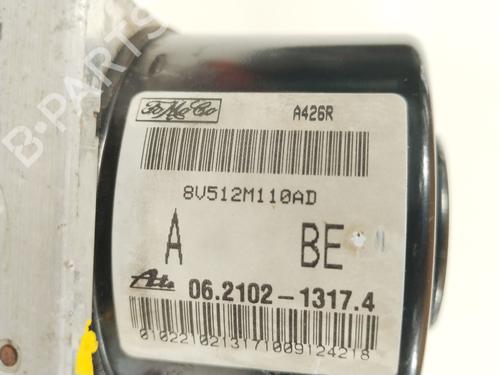 FoMoCo A426R
8V512M110AD
A BE
Ate 06.2102-1317.4
0102210213171009124218
B-PARTS